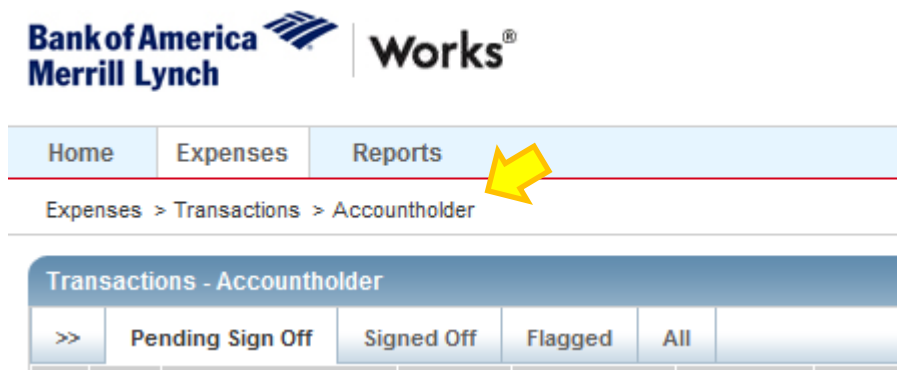 Bank of America
Merrill Lynch
Works®
Home Expenses Reports
Expenses > Transactions > Accountholder
Transactions - Accountholder
>> Pending Sign Off Signed Off Flagged All